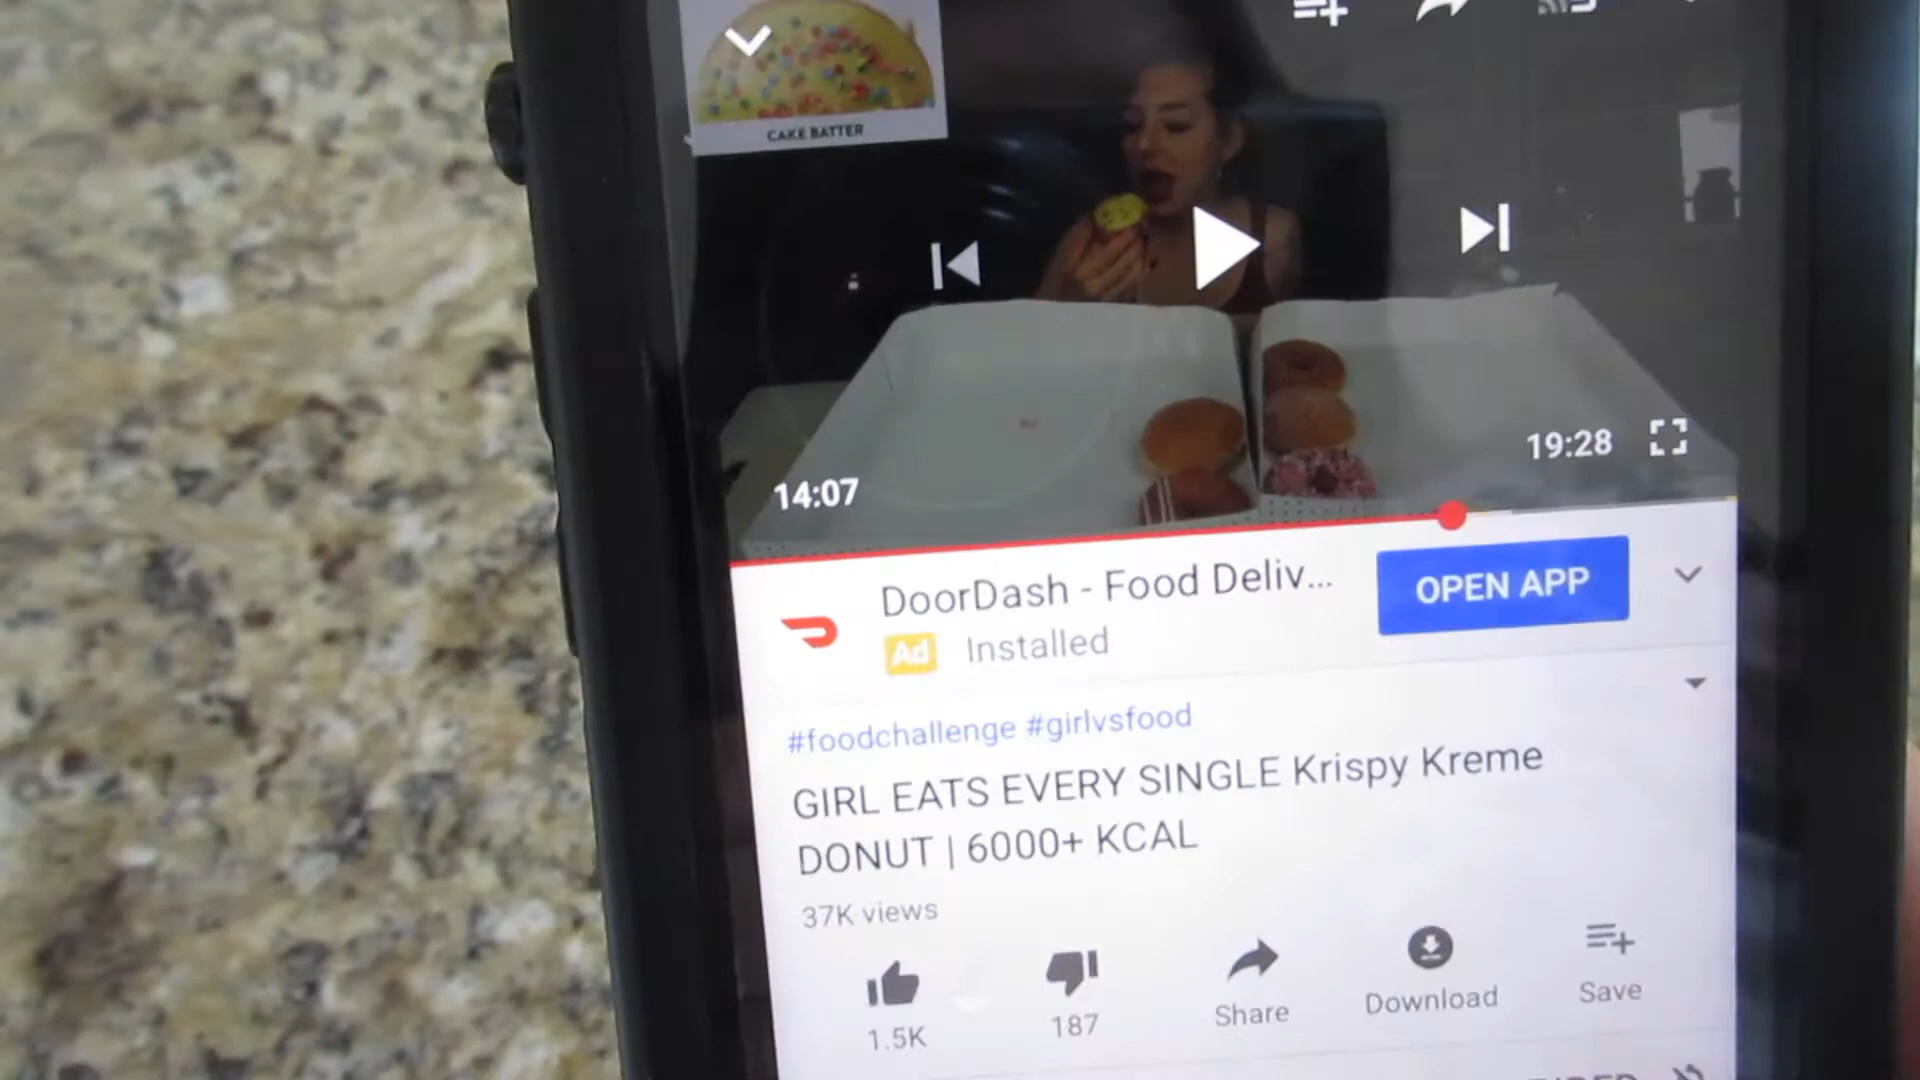 CAKE BATTER
14:07
19:28
DoorDash - Food Deliv...
Ad Installed
OPEN APP
#foodchallenge #girlvsfood
GIRL EATS EVERY SINGLE Krispy Kreme
DONUT | 6000+ KCAL
37K views
1.5K
187
Share
Download
Save